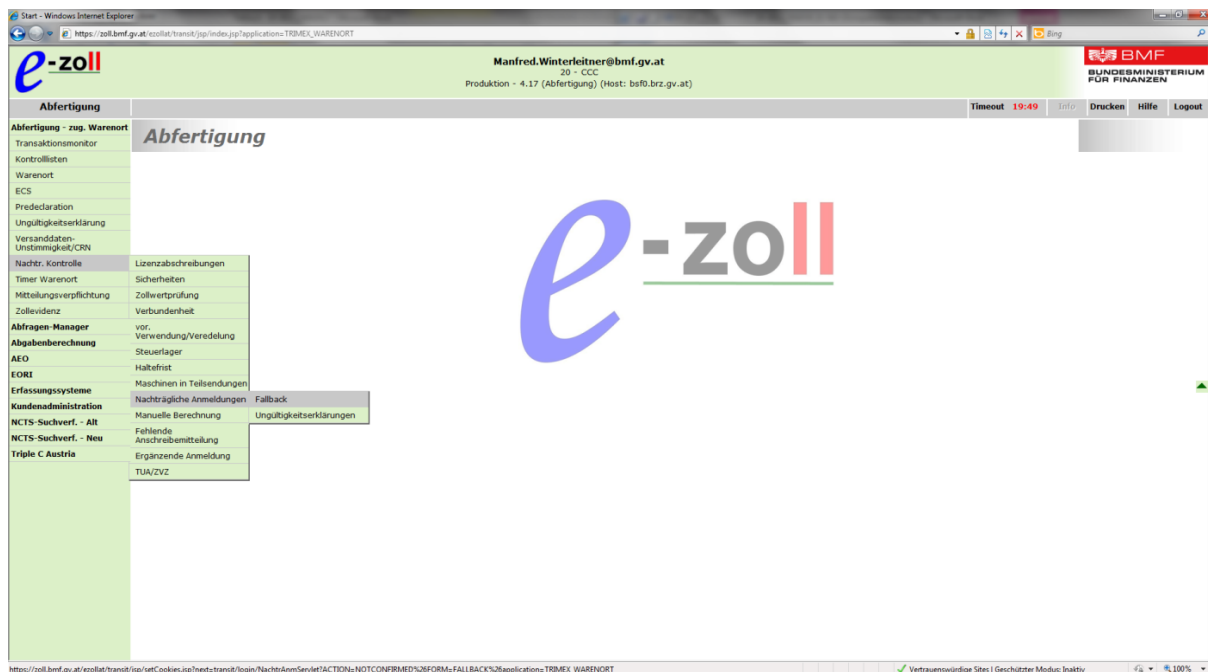 Start - Windows Internet Explorer
https://zoll.bmf.gv.at/ezollat/transit/jsp/index.jsp?application=TRIMEX_WARENORT
Bing
e-zoll
Manfred.Winterleitner@bmf.gv.at
20 - CCC
Produktion - 4.17 (Abfertigung) (Host: bsf0.brz.gv.at)
BMF
BUNDESMINISTERIUM
FÜR FINANZEN
Abfertigung
Timeout 19:49 Info Drucken Hilfe Logout
Abfertigung - zug. Warenort
Abfertigung
Transaktionsmonitor
Kontrolllisten
Warenort
ECS
Predeclaration
Ungültigkeitserklärung
Versanddaten-
Unstimmigkeit/CRN
Nachtr. Kontrolle
Timer Warenort
Mitteilungsverpflichtung
Zollevidenz
Abfragen-Manager
Abgabenberechnung
AEO
EORI
Erfassungssysteme
Kundenadministration
NCTS-Suchverf. - Alt
NCTS-Suchverf. - Neu
Triple C Austria
Lizenzabschreibungen
Sicherheiten
Zollwertprüfung
Verbundenheit
vor.
Verwendung/Veredelung
Steuerlager
Haltefrist
Maschinen in Teilsendungen
Nachträgliche Anmeldungen
Manuelle Berechnung
Fehlende
Anschreibemitteilung
Ergänzende Anmeldung
TUA/ZVZ
Fallback
Ungültigkeitserklärungen
e-zoll
https://zoll.bmf.gv.at/ezollat/transit/jsp/setCookies.jsp?next=transit/login/NachtrAnmServlet?ACTION=NOTCONFIRMED%26FORM=FALLBACK%26application=TRIMEX_WARENORT
Vertrauenswürdige Sites | Geschützter Modus: Inaktiv
100%